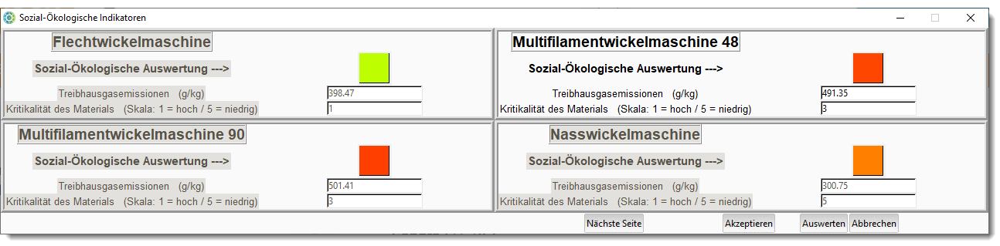 Sozial-Ökologische Indikatoren
Flechtwickelmaschine
Sozial-Ökologische Auswertung --->
Treibhausgasemissionen (g/kg) 398.47
Kritikalität des Materials (Skala: 1 = hoch / 5 = niedrig) 1
Multifilamentwickelmaschine 48
Sozial-Ökologische Auswertung --->
Treibhausgasemissionen (g/kg) 491.35
Kritikalität des Materials (Skala: 1 = hoch / 5 = niedrig) 3
Multifilamentwickelmaschine 90
Sozial-Ökologische Auswertung --->
Treibhausgasemissionen (g/kg) 501.41
Kritikalität des Materials (Skala: 1 = hoch / 5 = niedrig) 3
Nasswickelmaschine
Sozial-Ökologische Auswertung --->
Treibhausgasemissionen (g/kg) 300.75
Kritikalität des Materials (Skala: 1 = hoch / 5 = niedrig) 5
Nächste Seite Akzeptieren Auswerten Abbrechen